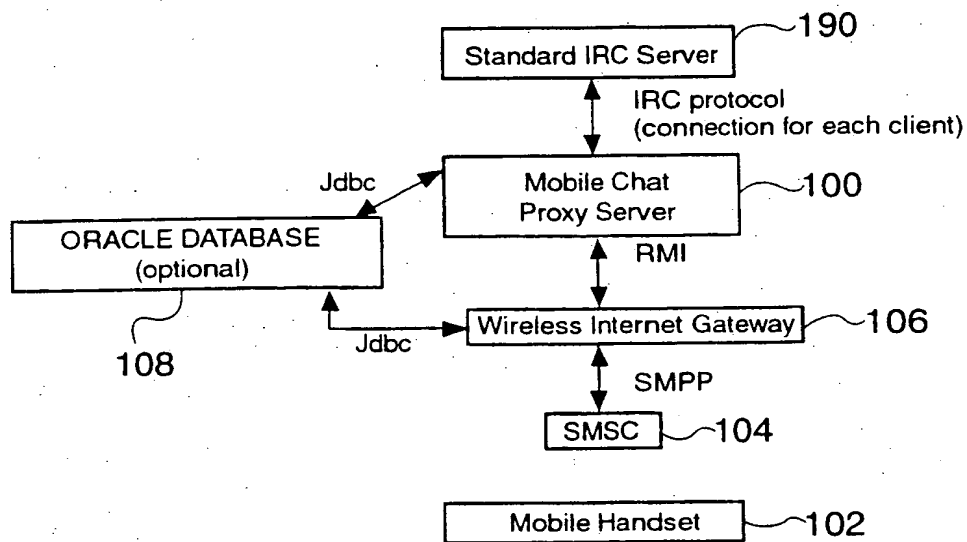 190
Standard IRC Server
IRC protocol
(connection for each client)
Jdbc
Mobile Chat
Proxy Server
100
ORACLE DATABASE
(optional)
RMI
108
Jdbc
Wireless Internet Gateway
106
SMPP
SMSC
104
Mobile Handset
102